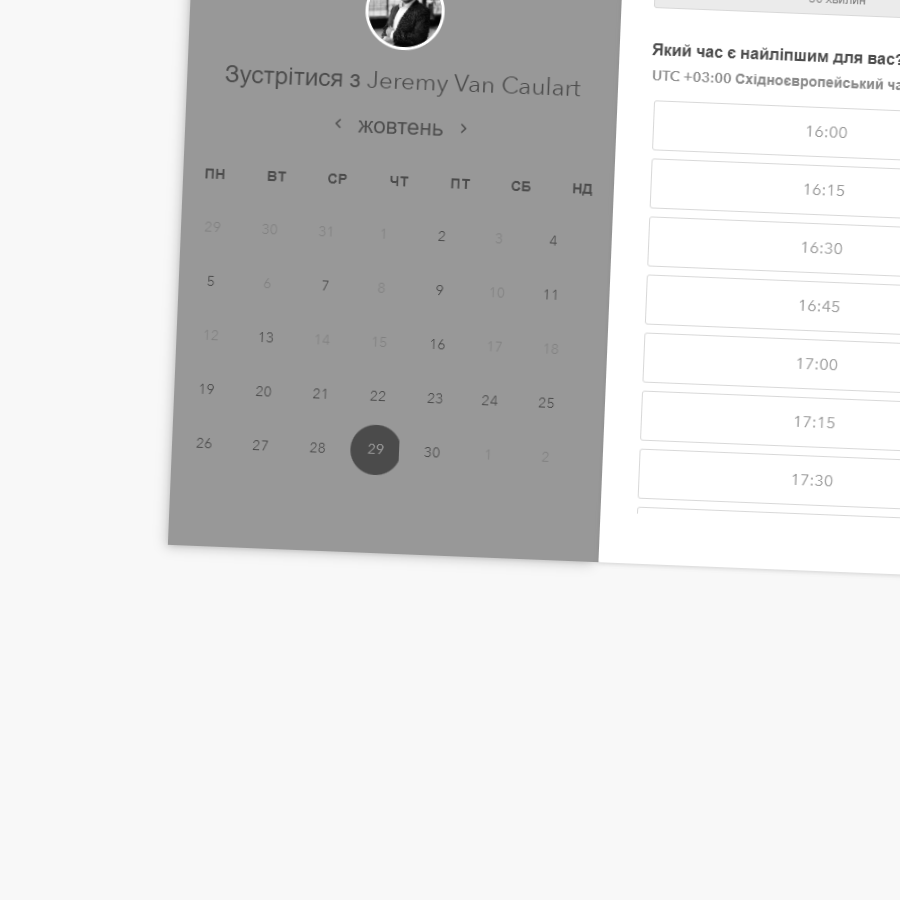 Зустрітися з Jeremy Van Caulart
‹ жовтень ›
ПН ВТ СР ЧТ ПТ СБ НД
29 30 31 1 2 3 4
5 6 7 8 9 10 11
12 13 14 15 16 17 18
19 20 21 22 23 24 25
26 27 28 29 30 1 2
хвилин
Який час є найліпшим для вас?
UTC +03:00 Східноєвропейський
16:00
16:15
16:30
16:45
17:00
17:15
17:30